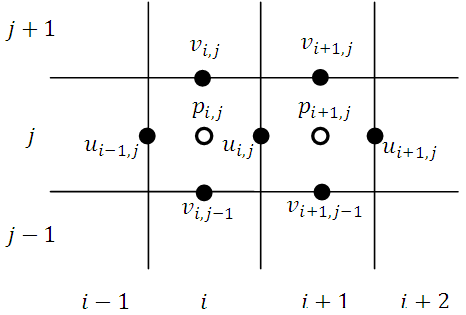 j + 1
v_{i,j} v_{i+1,j}
p_{i,j} p_{i+1,j}
j
u_{i-1,j} u_{i,j} u_{i+1,j}
v_{i,j-1} v_{i+1,j-1}
j − 1
i − 1 i i + 1 i + 2